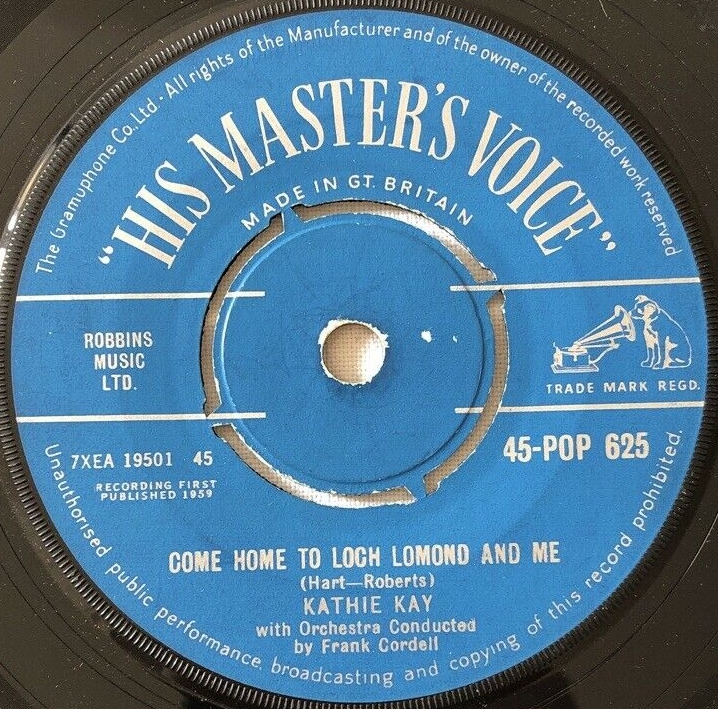 The Gramophone Co. Ltd. · All rights of the Manufacturer and of the owner of the recorded work reserved
"HIS MASTER'S VOICE"
MADE IN GT. BRITAIN
ROBBINS
MUSIC
LTD.
TRADE MARK REGD.
7XEA 19501 45
45-POP 625
RECORDING FIRST
PUBLISHED 1959
COME HOME TO LOCH LOMOND AND ME
(Hart—Roberts)
KATHIE KAY
with Orchestra Conducted
by Frank Cordell
Unauthorised public performance broadcasting and copying of this record prohibited.